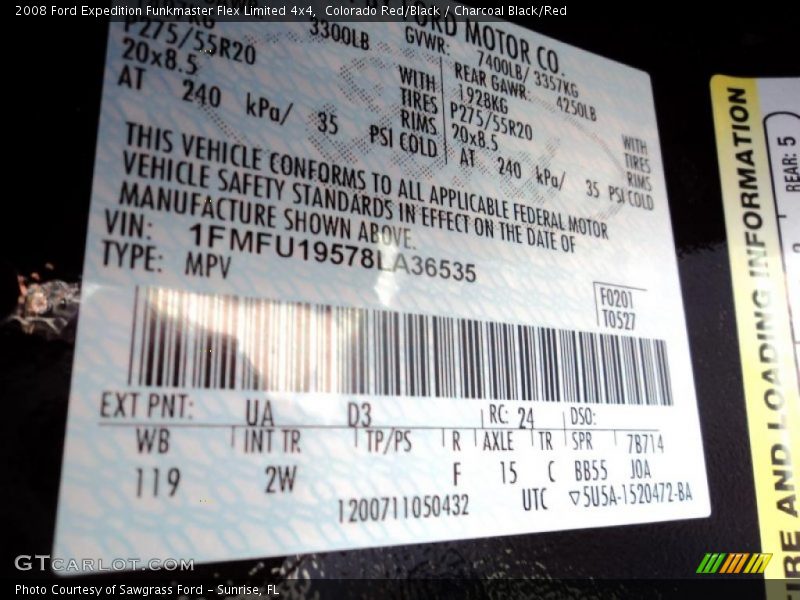 2008 Ford Expedition Funkmaster Flex Limited 4x4, Colorado Red/Black / Charcoal Black/Red
FORD MOTOR CO.
3300LB
GVWR: 7400LB/ 3357KG
P275/55R20
20x8.5
AT 240 kPa/ 35 PSI COLD
WITH
TIRES
RIMS
REAR GAWR: 4250LB
1928KG
P275/55R20
20x8.5
AT 240 kPa/ 35 PSI COLD
WITH
TIRES
RIMS
THIS VEHICLE CONFORMS TO ALL APPLICABLE FEDERAL MOTOR
VEHICLE SAFETY STANDARDS IN EFFECT ON THE DATE OF
MANUFACTURE SHOWN ABOVE.
VIN: 1FMFU19578LA36535
TYPE: MPV
F0201
T0527
EXT PNT: UA D3 RC: 24 DSO:
WB INT TR TP/PS R AXLE TR SPR 7B714
119 2W F 15 C BB55 J0A
1200711050432 UTC ▽5U5A-1520472-BA
IRE AND LOADING INFORMATION
REAR: 5
GTCARLOT.COM
Photo Courtesy of Sawgrass Ford – Sunrise, FL